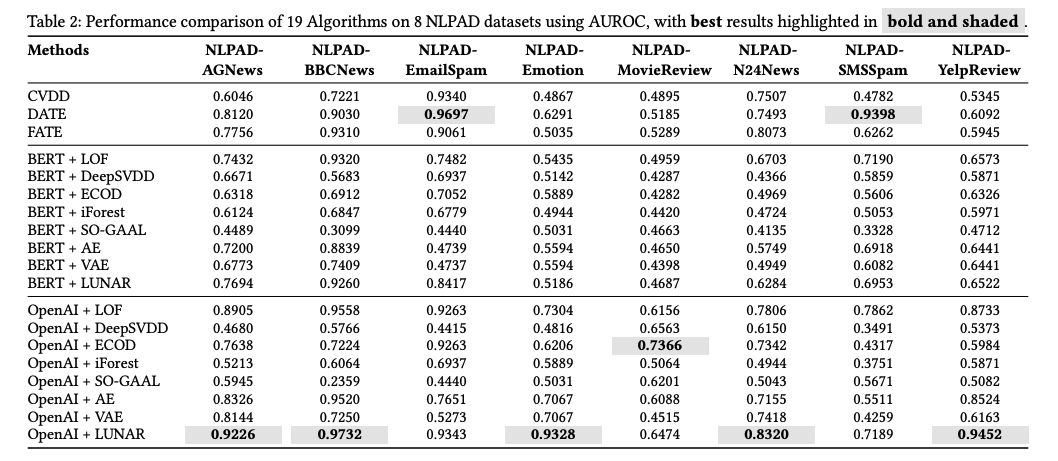 Table 2: Performance comparison of 19 Algorithms on 8 NLPAD datasets using AUROC, with best results highlighted in bold and shaded .
Methods NLPAD-AGNews NLPAD-BBCNews NLPAD-EmailSpam NLPAD-Emotion NLPAD-MovieReview NLPAD-N24News NLPAD-SMSSpam NLPAD-YelpReview
CVDD 0.6046 0.7221 0.9340 0.4867 0.4895 0.7507 0.4782 0.5345
DATE 0.8120 0.9030 0.9697 0.6291 0.5185 0.7493 0.9398 0.6092
FATE 0.7756 0.9310 0.9061 0.5035 0.5289 0.8073 0.6262 0.5945
BERT + LOF 0.7432 0.9320 0.7482 0.5435 0.4959 0.6703 0.7190 0.6573
BERT + DeepSVDD 0.6671 0.5683 0.6937 0.5142 0.4287 0.4366 0.5859 0.5871
BERT + ECOD 0.6318 0.6912 0.7052 0.5889 0.4282 0.4969 0.5606 0.6326
BERT + iForest 0.6124 0.6847 0.6779 0.4944 0.4420 0.4724 0.5053 0.5971
BERT + SO-GAAL 0.4489 0.3099 0.4440 0.5031 0.4663 0.4135 0.3328 0.4712
BERT + AE 0.7200 0.8839 0.4739 0.5594 0.4650 0.5749 0.6918 0.6441
BERT + VAE 0.6773 0.7409 0.4737 0.5594 0.4398 0.4949 0.6082 0.6441
BERT + LUNAR 0.7694 0.9260 0.8417 0.5186 0.4687 0.6284 0.6953 0.6522
OpenAI + LOF 0.8905 0.9558 0.9263 0.7304 0.6156 0.7806 0.7862 0.8733
OpenAI + DeepSVDD 0.4680 0.5766 0.4415 0.4816 0.6563 0.6150 0.3491 0.5373
OpenAI + ECOD 0.7638 0.7224 0.9263 0.6206 0.7366 0.7342 0.4317 0.5984
OpenAI + iForest 0.5213 0.6064 0.6937 0.5889 0.5064 0.4944 0.3751 0.5871
OpenAI + SO-GAAL 0.5945 0.2359 0.4440 0.5031 0.6201 0.5043 0.5671 0.5082
OpenAI + AE 0.8326 0.9520 0.7651 0.7067 0.6088 0.7155 0.5511 0.8524
OpenAI + VAE 0.8144 0.7250 0.5273 0.7067 0.4515 0.7418 0.4259 0.6163
OpenAI + LUNAR 0.9226 0.9732 0.9343 0.9328 0.6474 0.8320 0.7189 0.9452